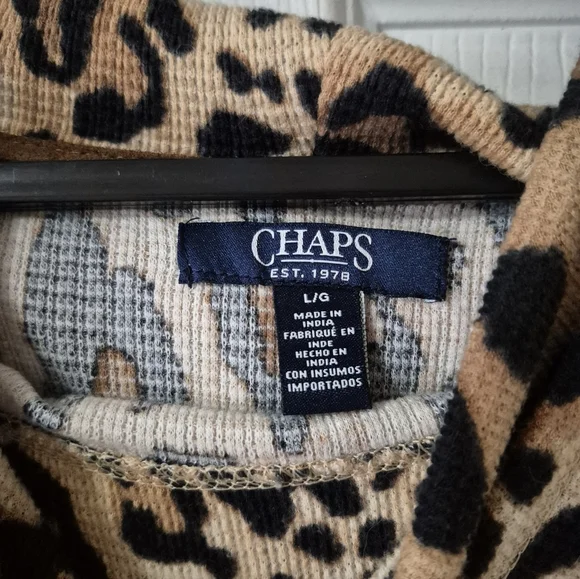 CHAPS
EST. 1978
L/G
MADE IN
INDIA
FABRIQUÉ EN
INDE
HECHO EN
INDIA
CON INSUMOS
IMPORTADOS